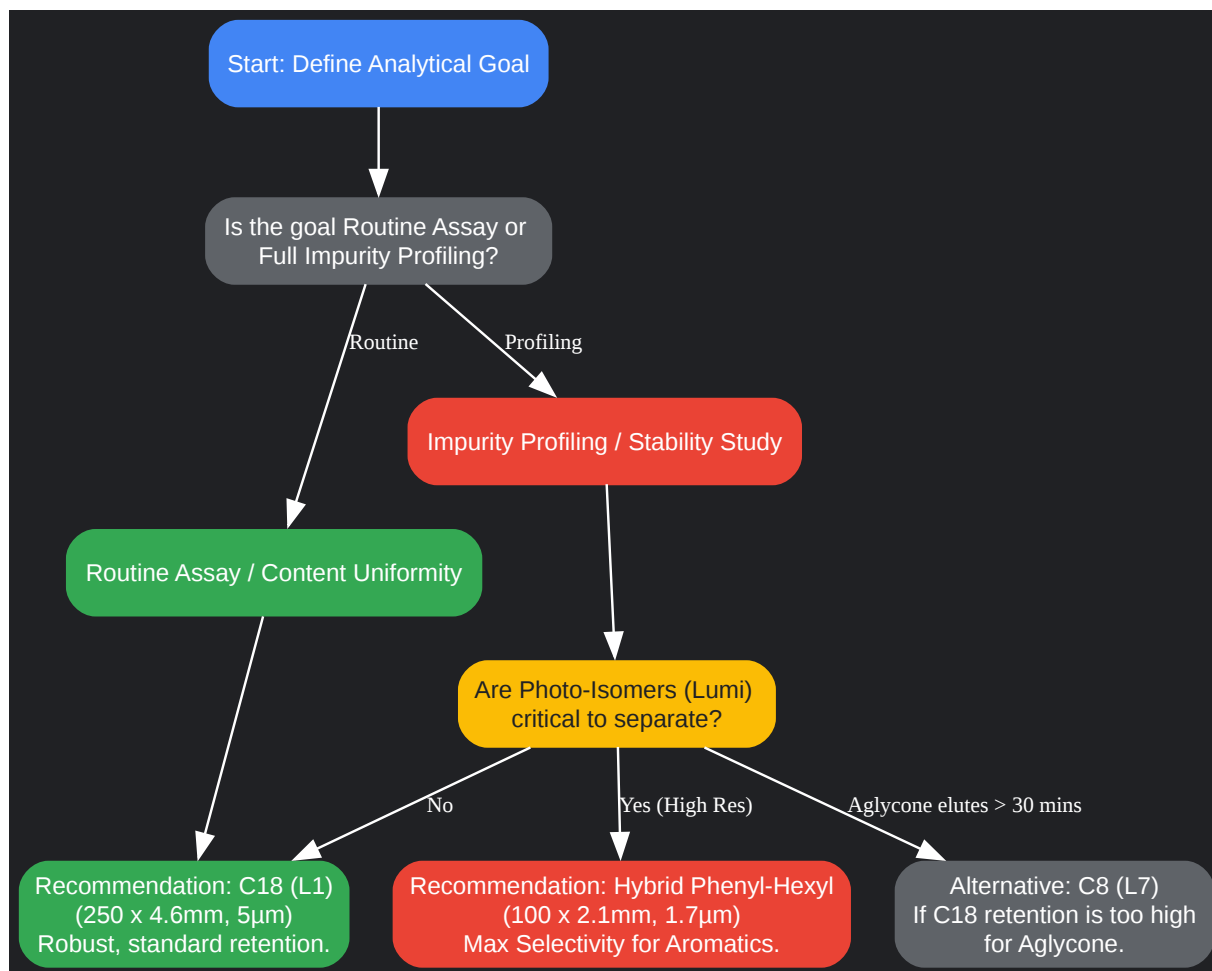 Start: Define Analytical Goal
Is the goal Routine Assay or
Full Impurity Profiling?
Routine
Profiling
Impurity Profiling / Stability Study
Routine Assay / Content Uniformity
Are Photo-Isomers (Lumi)
critical to separate?
No
Yes (High Res)
Aglycone elutes > 30 mins
Recommendation: C18 (L1)
(250 x 4.6mm, 5µm)
Robust, standard retention.
Recommendation: Hybrid Phenyl-Hexyl
(100 x 2.1mm, 1.7µm)
Max Selectivity for Aromatics.
Alternative: C8 (L7)
If C18 retention is too high
for Aglycone.